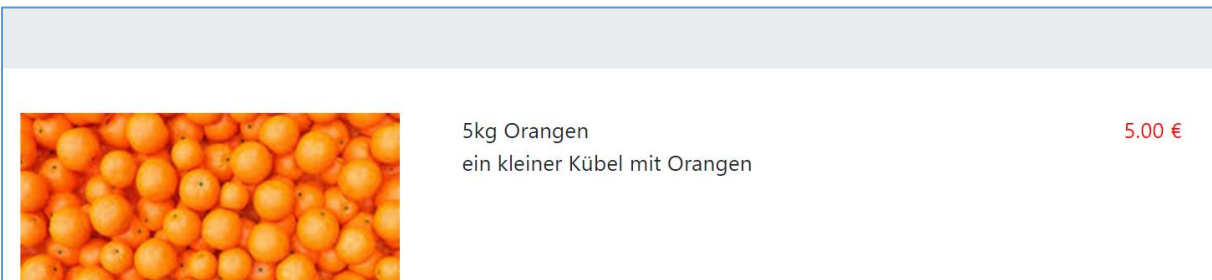 5kg Orangen
5.00 €
ein kleiner Kübel mit Orangen